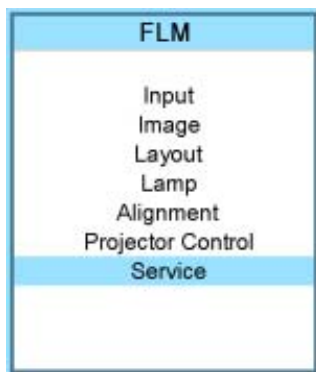 FLM
Input
Image
Layout
Lamp
Alignment
Projector Control
Service